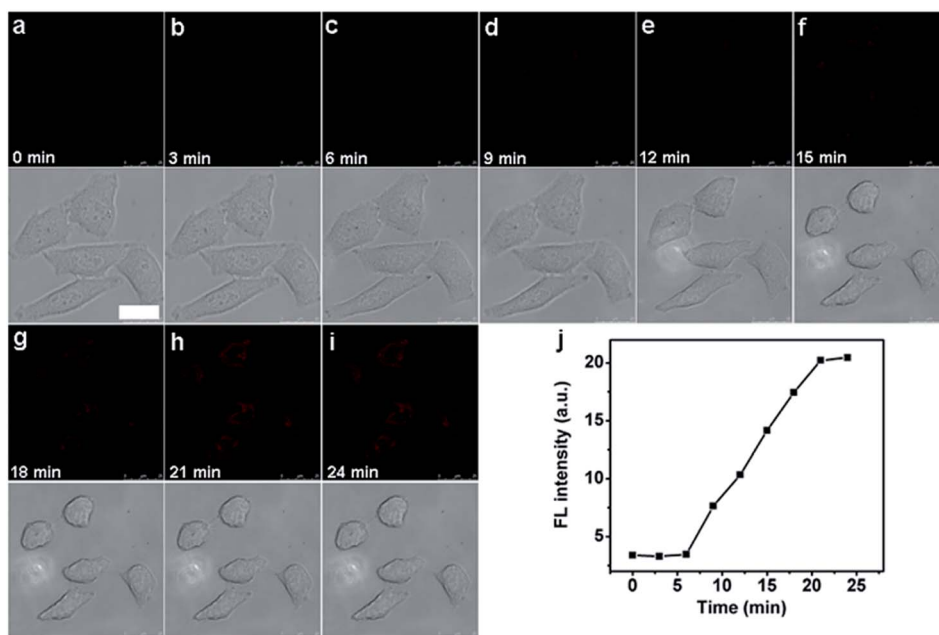 a
0 min
b
3 min
c
6 min
d
9 min
e
12 min
f
15 min
g
18 min
h
21 min
i
24 min
j
FL intensity (a.u.)
20
15
10
5
0 5 10 15 20 25
Time (min)